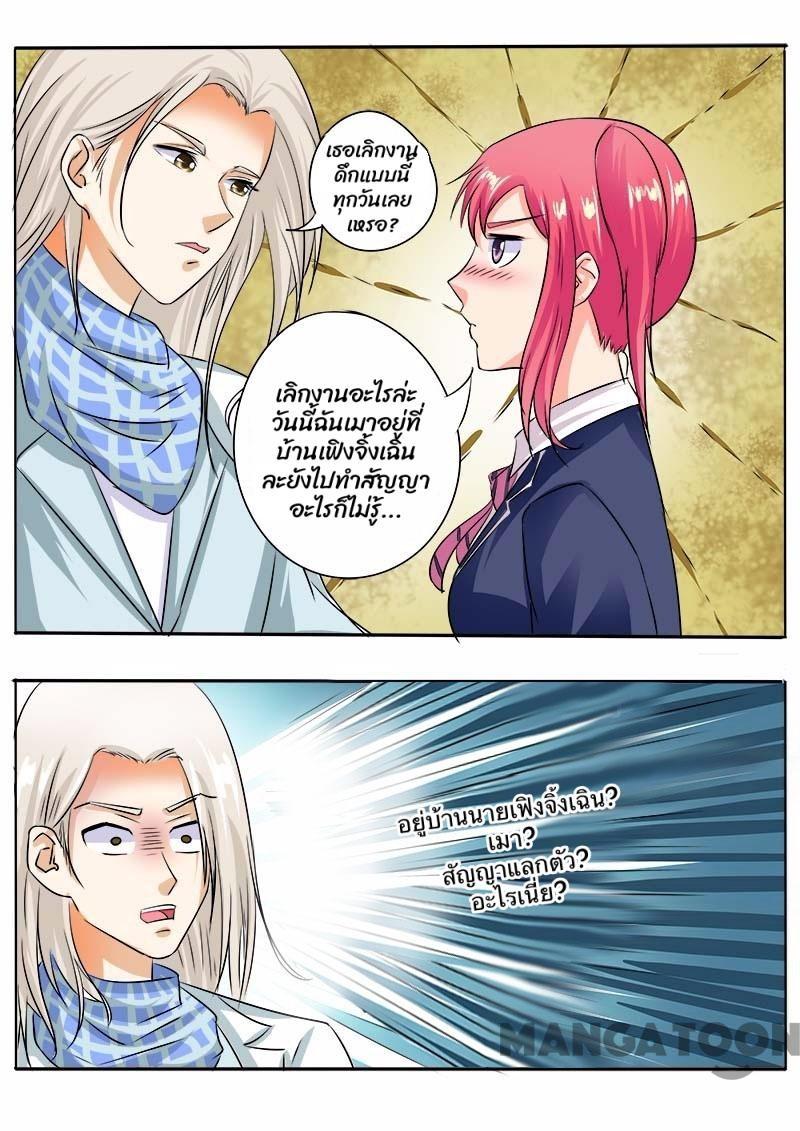 เธอเลิกงาน
ดึกแบบนี้
ทุกวันเลย
เหรอ?
เลิกงานอะไรล่ะ
วันนี้ฉันเมาอยู่ที่
บ้านเฟิงจิ้งเฉิน
ละยังไปทำสัญญา
อะไรก็ไม่รู้...
อยู่บ้านนายเฟิงจิ้งเฉิน?
เมา?
สัญญาแลกตัว?
อะไรเนี่ย?
MANGATOON